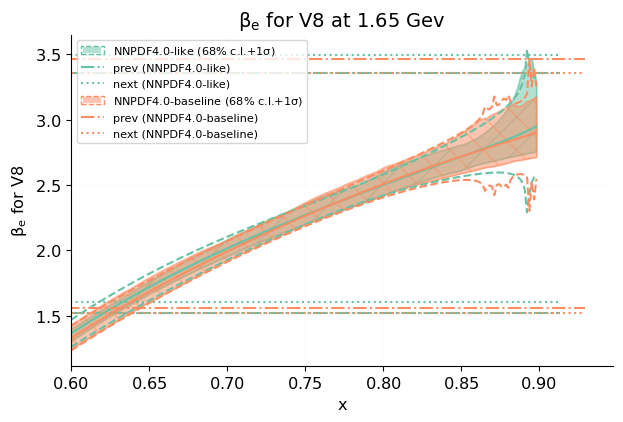 βe for V8 at 1.65 Gev
NNPDF4.0-like (68% c.l.+1σ)
prev (NNPDF4.0-like)
next (NNPDF4.0-like)
NNPDF4.0-baseline (68% c.l.+1σ)
prev (NNPDF4.0-baseline)
next (NNPDF4.0-baseline)
βe for V8
3.5
3.0
2.5
2.0
1.5
0.60 0.65 0.70 0.75 0.80 0.85 0.90
x